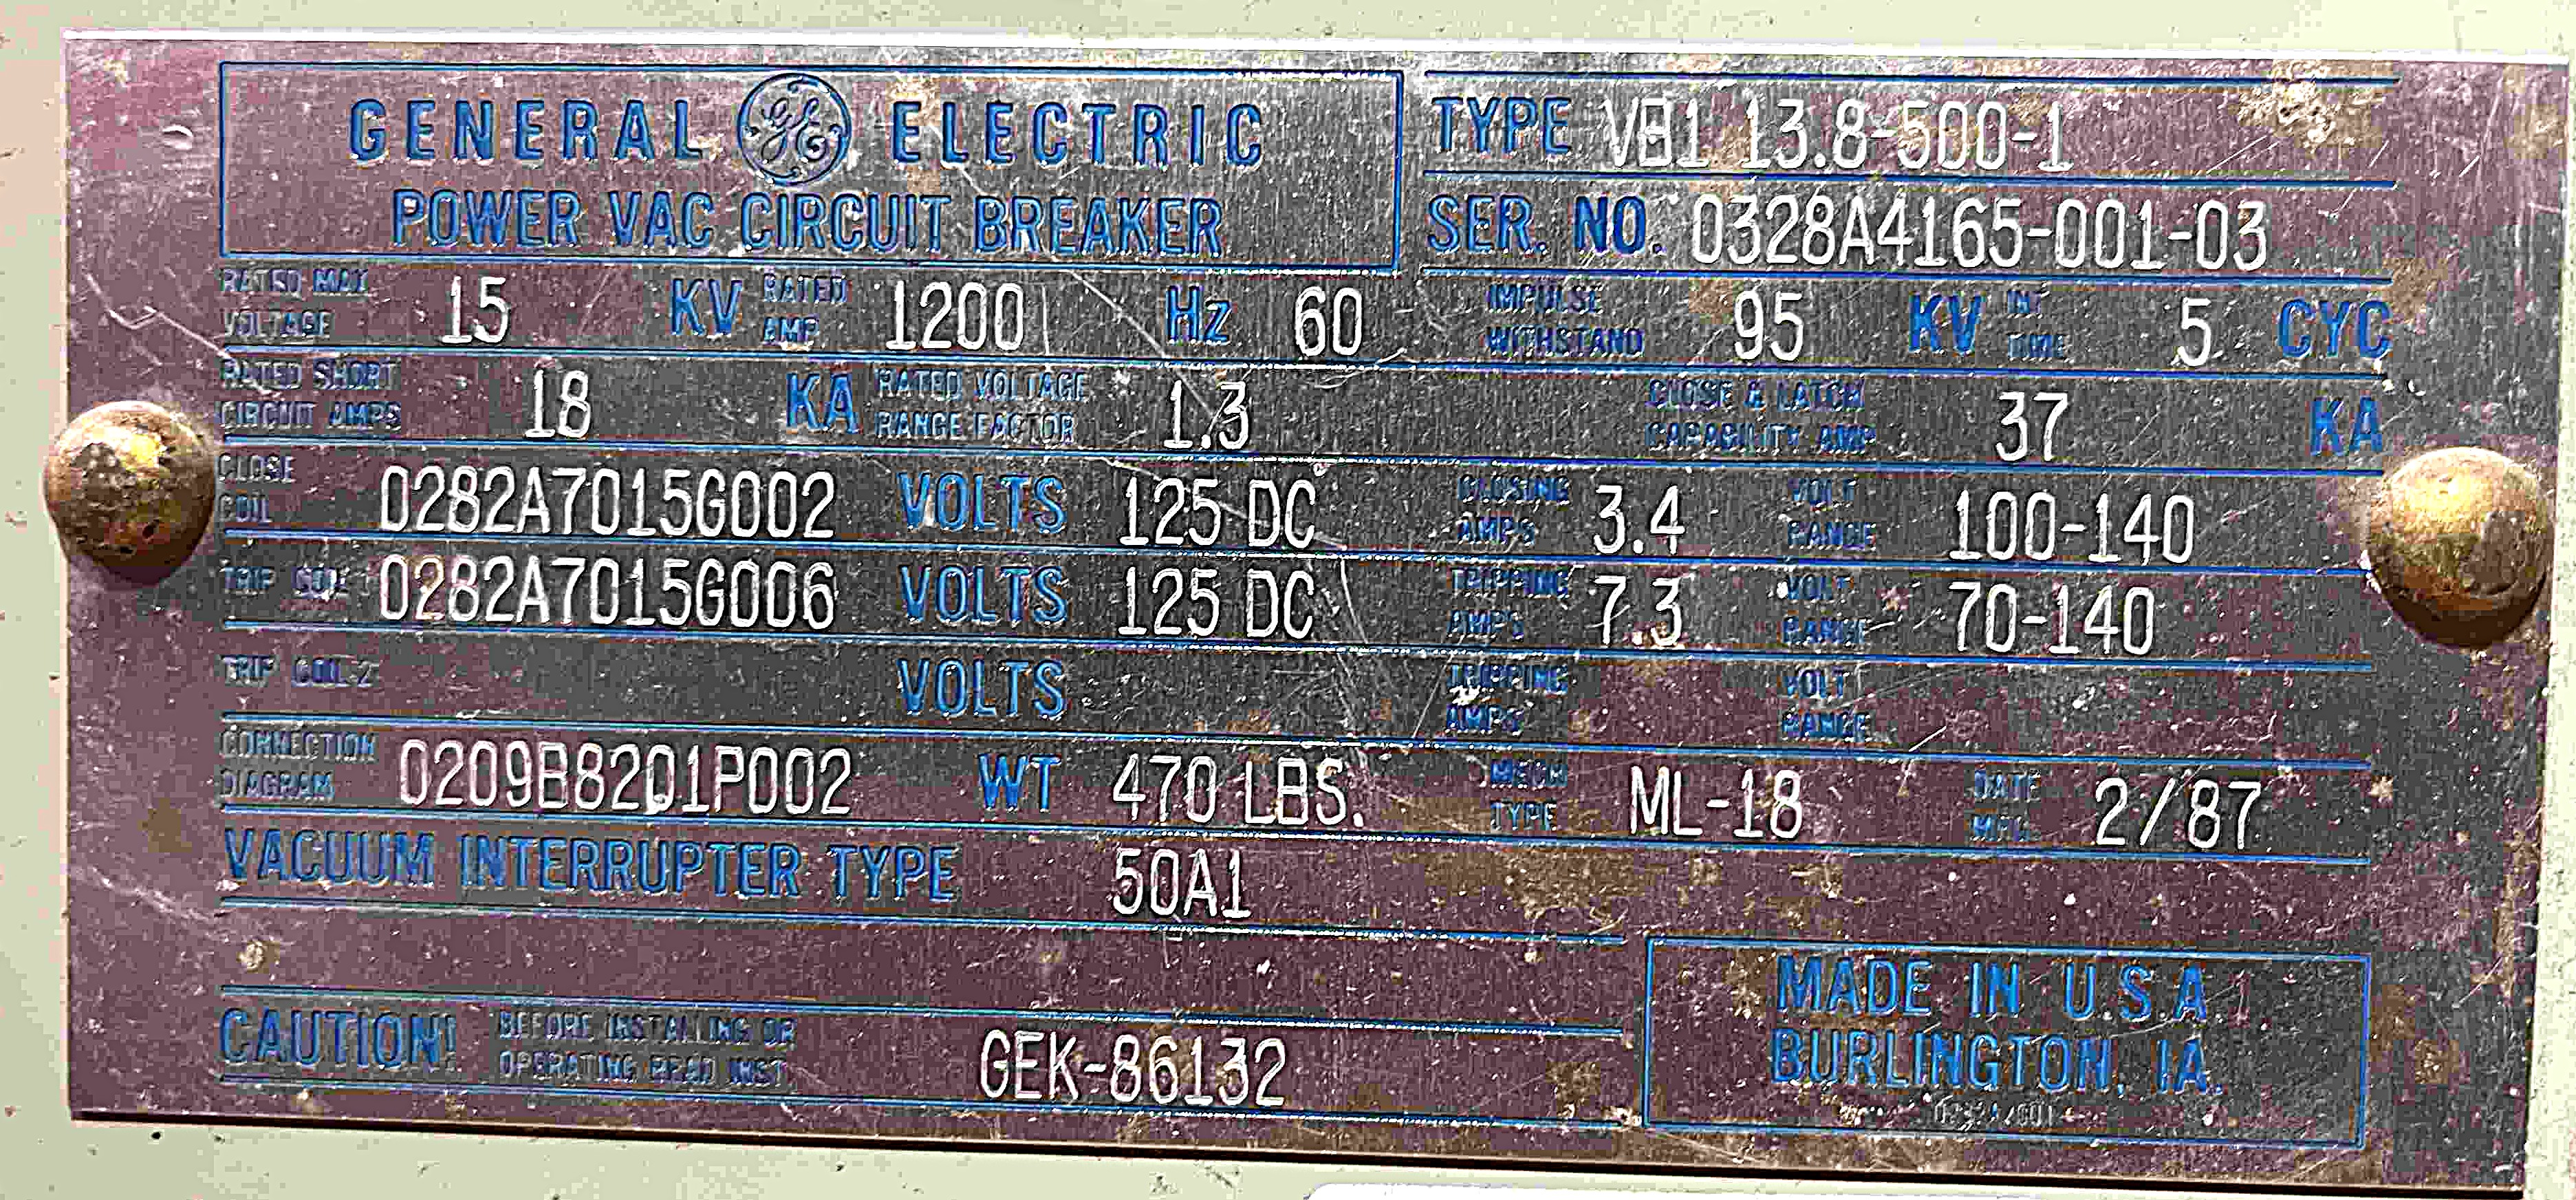 GENERAL GE ELECTRIC
POWER VAC CIRCUIT BREAKER
TYPE VB1 13.8-500-1
SER. NO. 0328A4165-001-03
RATED MAX VOLTAGE 15 KV RATED AMP. 1200 Hz 60 IMPULSE WITHSTAND 95 KV INT TIME 5 CYC
RATED SHORT CIRCUIT AMPS 18 KA RATED VOLTAGE RANGE FACTOR 1.3 CLOSE & LATCH CAPABILITY AMP 37 KA
CLOSE COIL 0282A7015G002 VOLTS 125 DC CLOSING AMPS 3.4 VOLT RANGE 100-140
TRIP COIL 0282A7015G006 VOLTS 125 DC TRIPPING AMPS 7.3 VOLT RANGE 70-140
TRIP COIL-2 VOLTS TRIPPING AMPS VOLT RANGE
CONNECTION DIAGRAM 0209B8201P002 WT 470 LBS. MECH TYPE ML-18 DATE MFG. 2/87
VACUUM INTERRUPTER TYPE 50A1
CAUTION! BEFORE INSTALLING OR OPERATING READ INST. GEK-86132
MADE IN U.S.A.
BURLINGTON, IA.